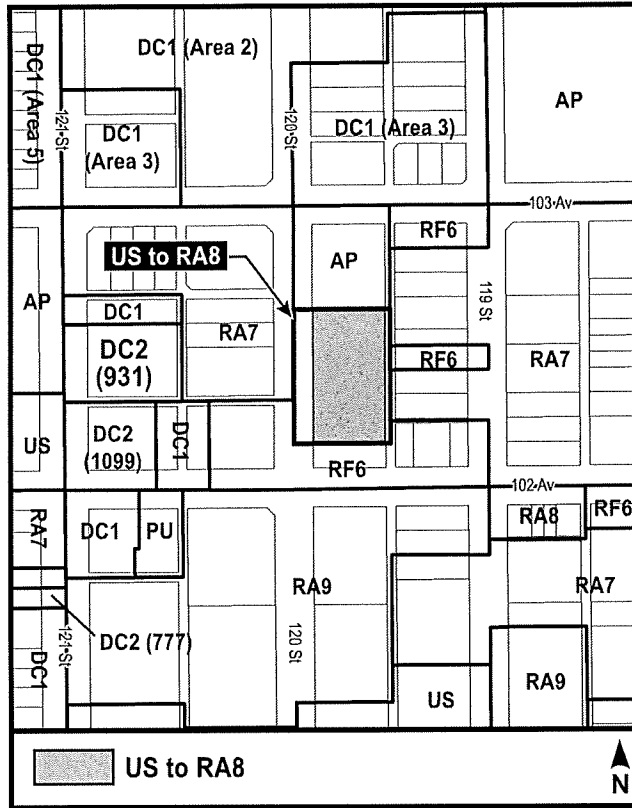 DC1 (Area 2)
DC1 (Area 5)
121 St
120 St
AP
DC1
(Area 3)
DC1 (Area 3)
103 Av
RF6
US to RA8
AP
AP
119 St
DC1
RA7
DC2
(931)
RF6
RA7
US
DC2
(1099)
DC1
RF6
102 Av
RA7
DC1
PU
RA8
RF6
RA9
RA7
DC2 (777)
121 St
120 St
DC1
US
RA9
US to RA8
N